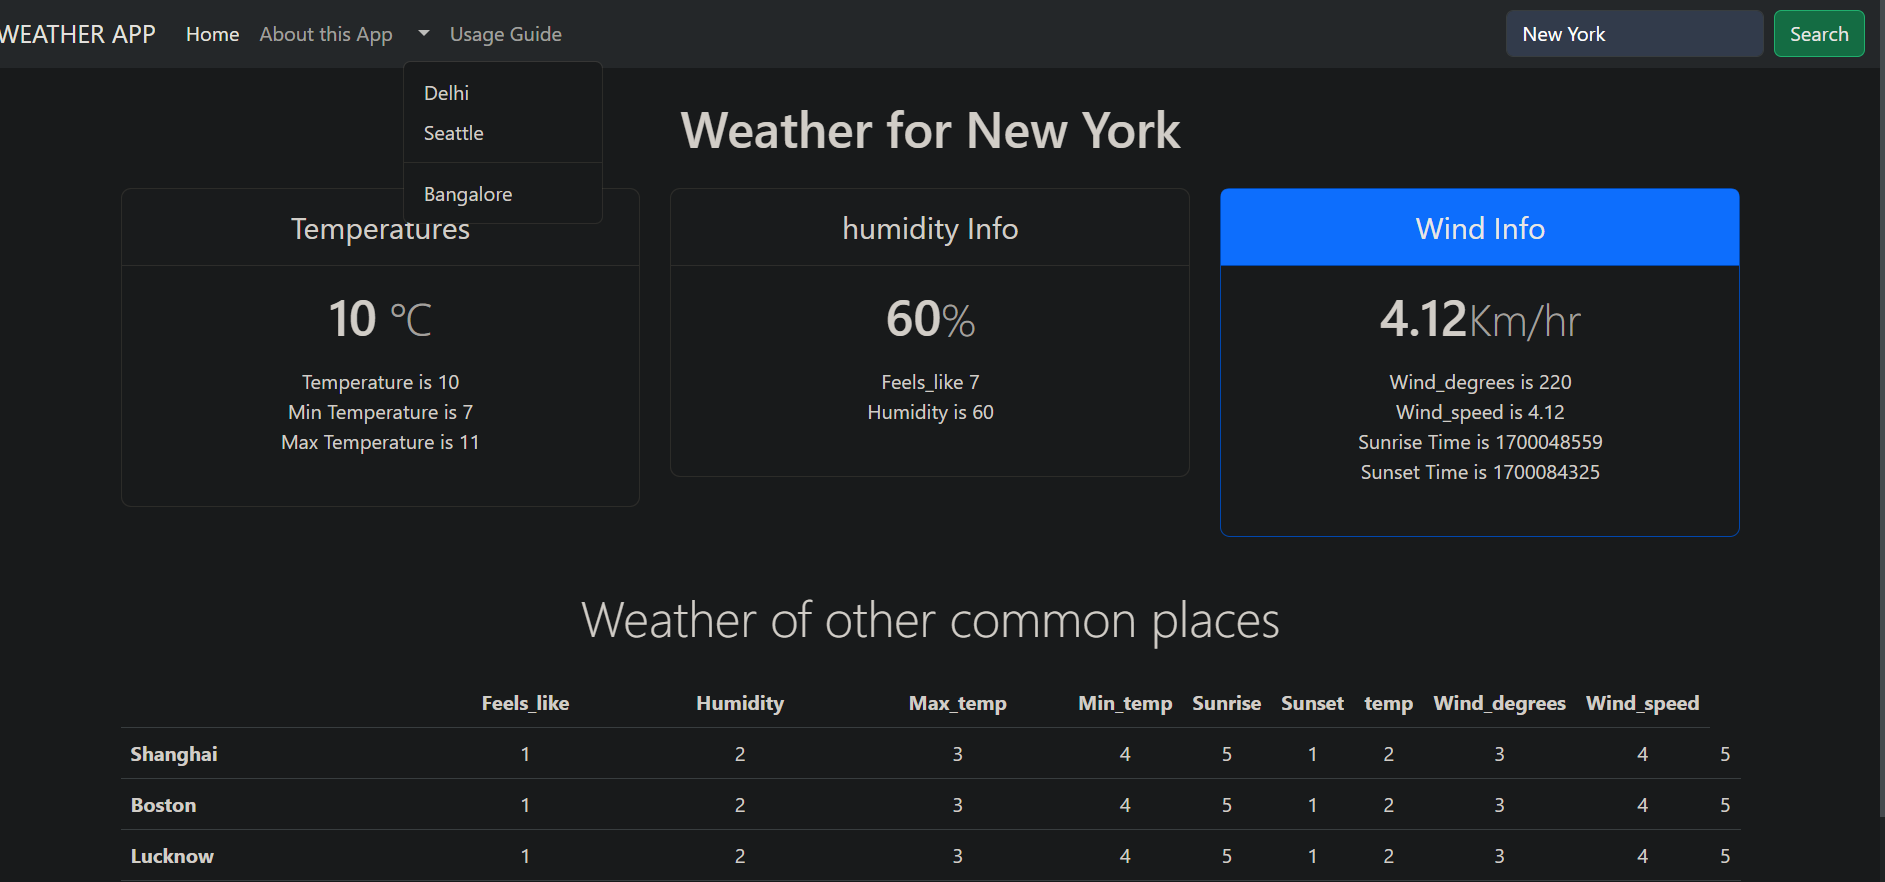 WEATHER APP Home About this App Usage Guide New York Search
Delhi
Seattle
Bangalore
Weather for New York
Temperatures
10 °C
Temperature is 10
Min Temperature is 7
Max Temperature is 11
humidity Info
60%
Feels_like 7
Humidity is 60
Wind Info
4.12Km/hr
Wind_degrees is 220
Wind_speed is 4.12
Sunrise Time is 1700048559
Sunset Time is 1700084325
Weather of other common places
Feels_like Humidity Max_temp Min_temp Sunrise Sunset temp Wind_degrees Wind_speed
Shanghai 1 2 3 4 5 1 2 3 4 5
Boston 1 2 3 4 5 1 2 3 4 5
Lucknow 1 2 3 4 5 1 2 3 4 5